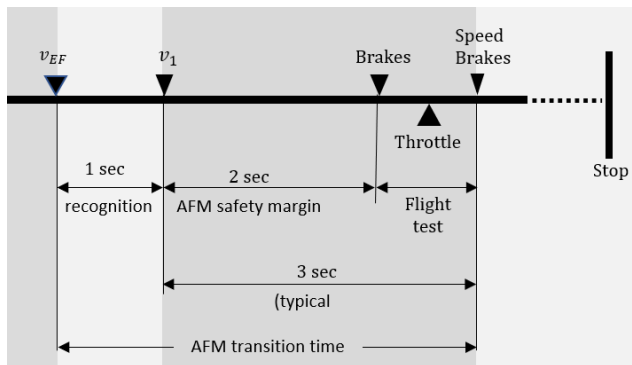 v_EF
v_1
Brakes
Speed
Brakes
Throttle
Stop
1 sec
recognition
2 sec
AFM safety margin
Flight
test
3 sec
(typical
AFM transition time